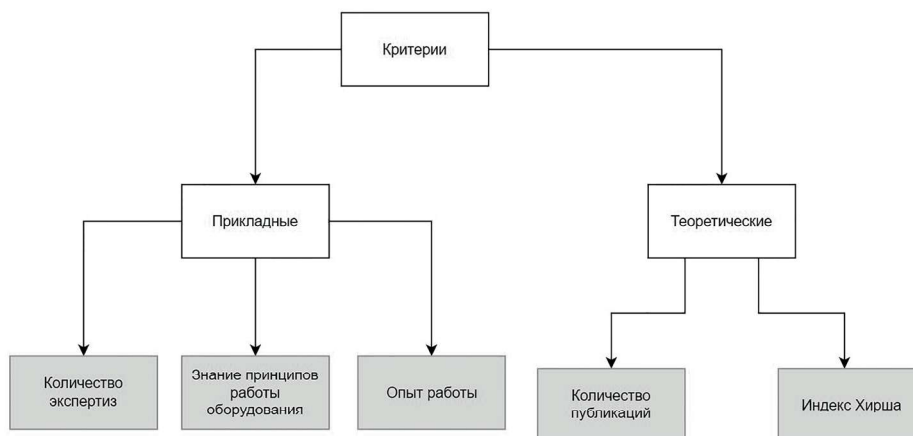 Критерии
Прикладные
Теоретические
Количество
экспертиз
Знание принципов
работы
оборудования
Опыт работы
Количество
публикаций
Индекс Хирша